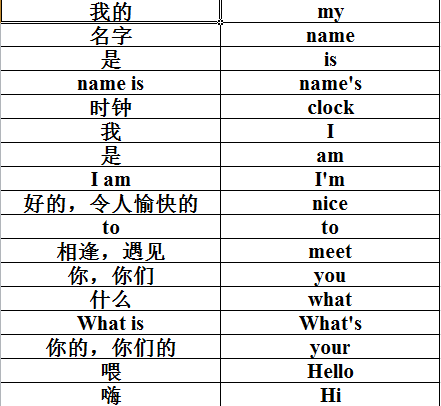 我的 my
名字 name
是 is
name is name's
时钟 clock
我 I
是 am
I am I'm
好的，令人愉快的 nice
to to
相逢，遇见 meet
你，你们 you
什么 what
What is What's
你的，你们的 your
喂 Hello
嗨 Hi